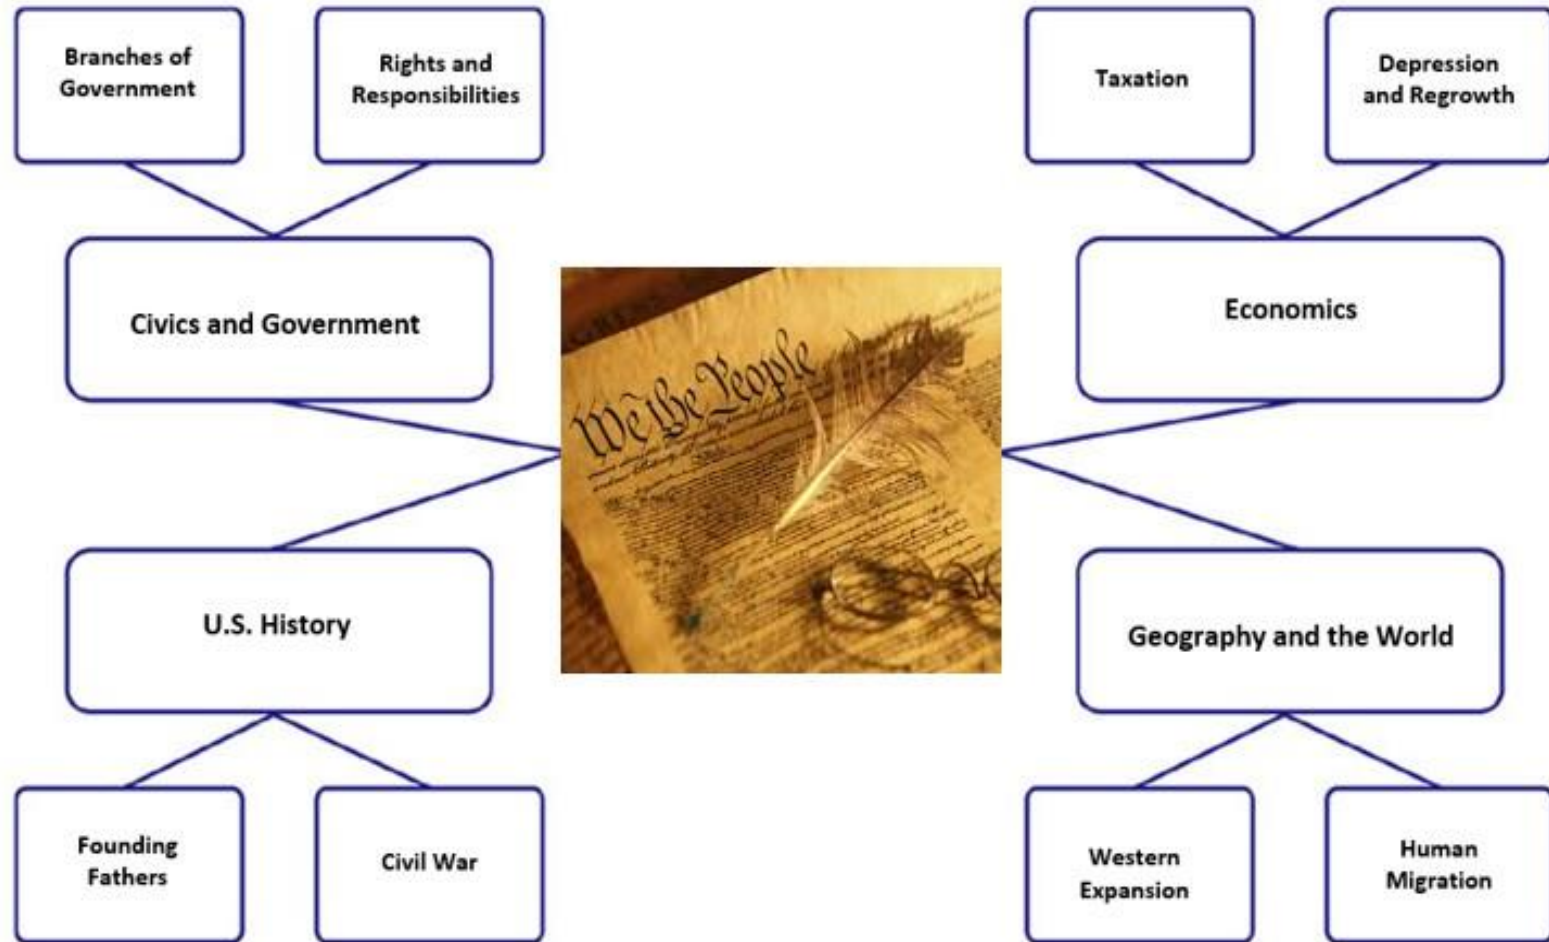 Branches of
Government
Rights and
Responsibilities
Taxation
Depression
and Regrowth
Civics and Government
Economics
We the People
U.S. History
Geography and the World
Founding
Fathers
Civil War
Western
Expansion
Human
Migration